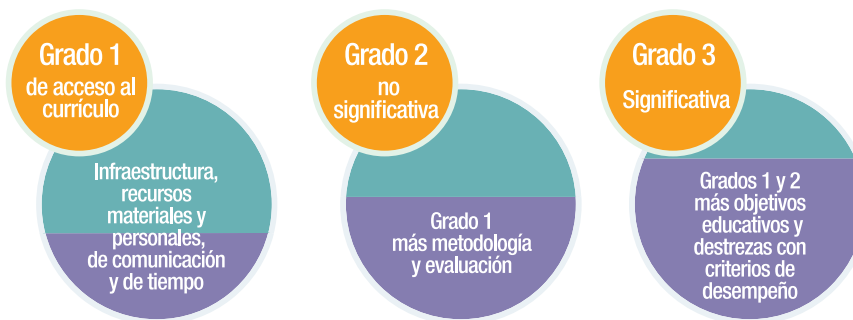 Grado 1
de acceso al
currículo
Infraestructura,
recursos
materiales y
personales,
de comunicación
y de tiempo
Grado 2
no
significativa
Grado 1
más metodología
y evaluación
Grado 3
Significativa
Grados 1 y 2
más objetivos
educativos y
destrezas con
criterios de
desempeño